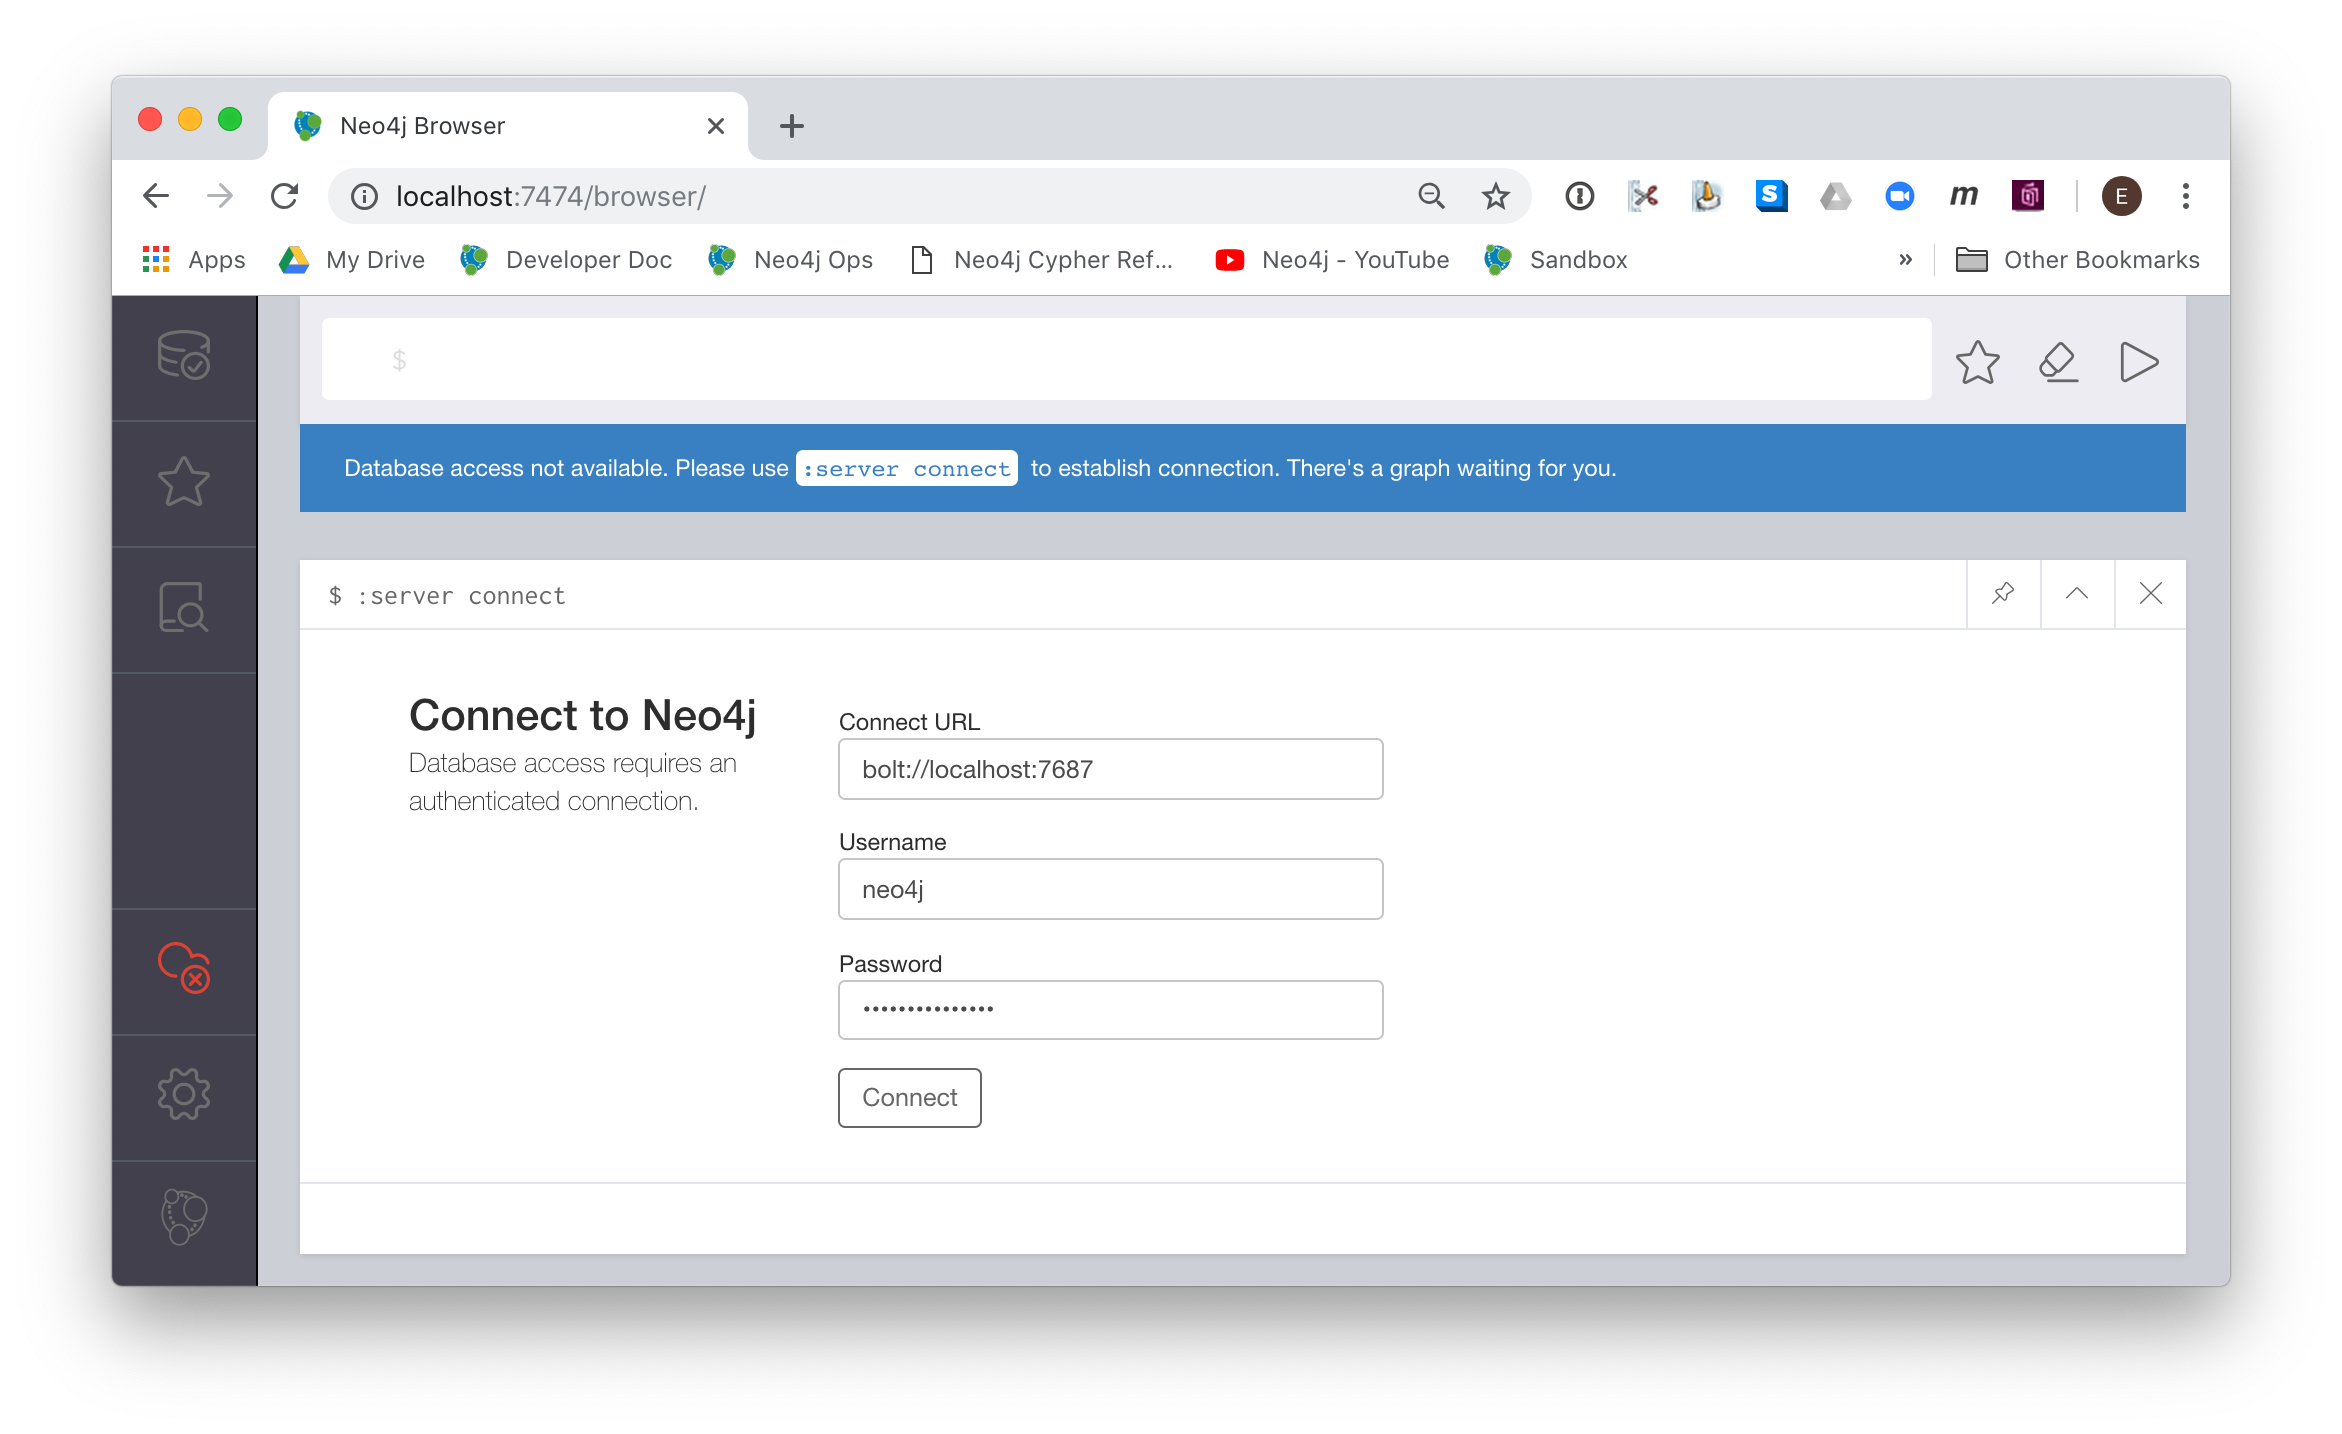 Neo4j Browser
localhost:7474/browser/
S
m
E
Apps
My Drive
Developer Doc
Neo4j Ops
Neo4j Cypher Ref...
Neo4j - YouTube
Sandbox
»
Other Bookmarks
$
Database access not available. Please use :server connect to establish connection. There's a graph waiting for you.
$ :server connect
Connect to Neo4j
Database access requires an
authenticated connection.
Connect URL
bolt://localhost:7687
Username
neo4j
Password
•••••••••••••••
Connect